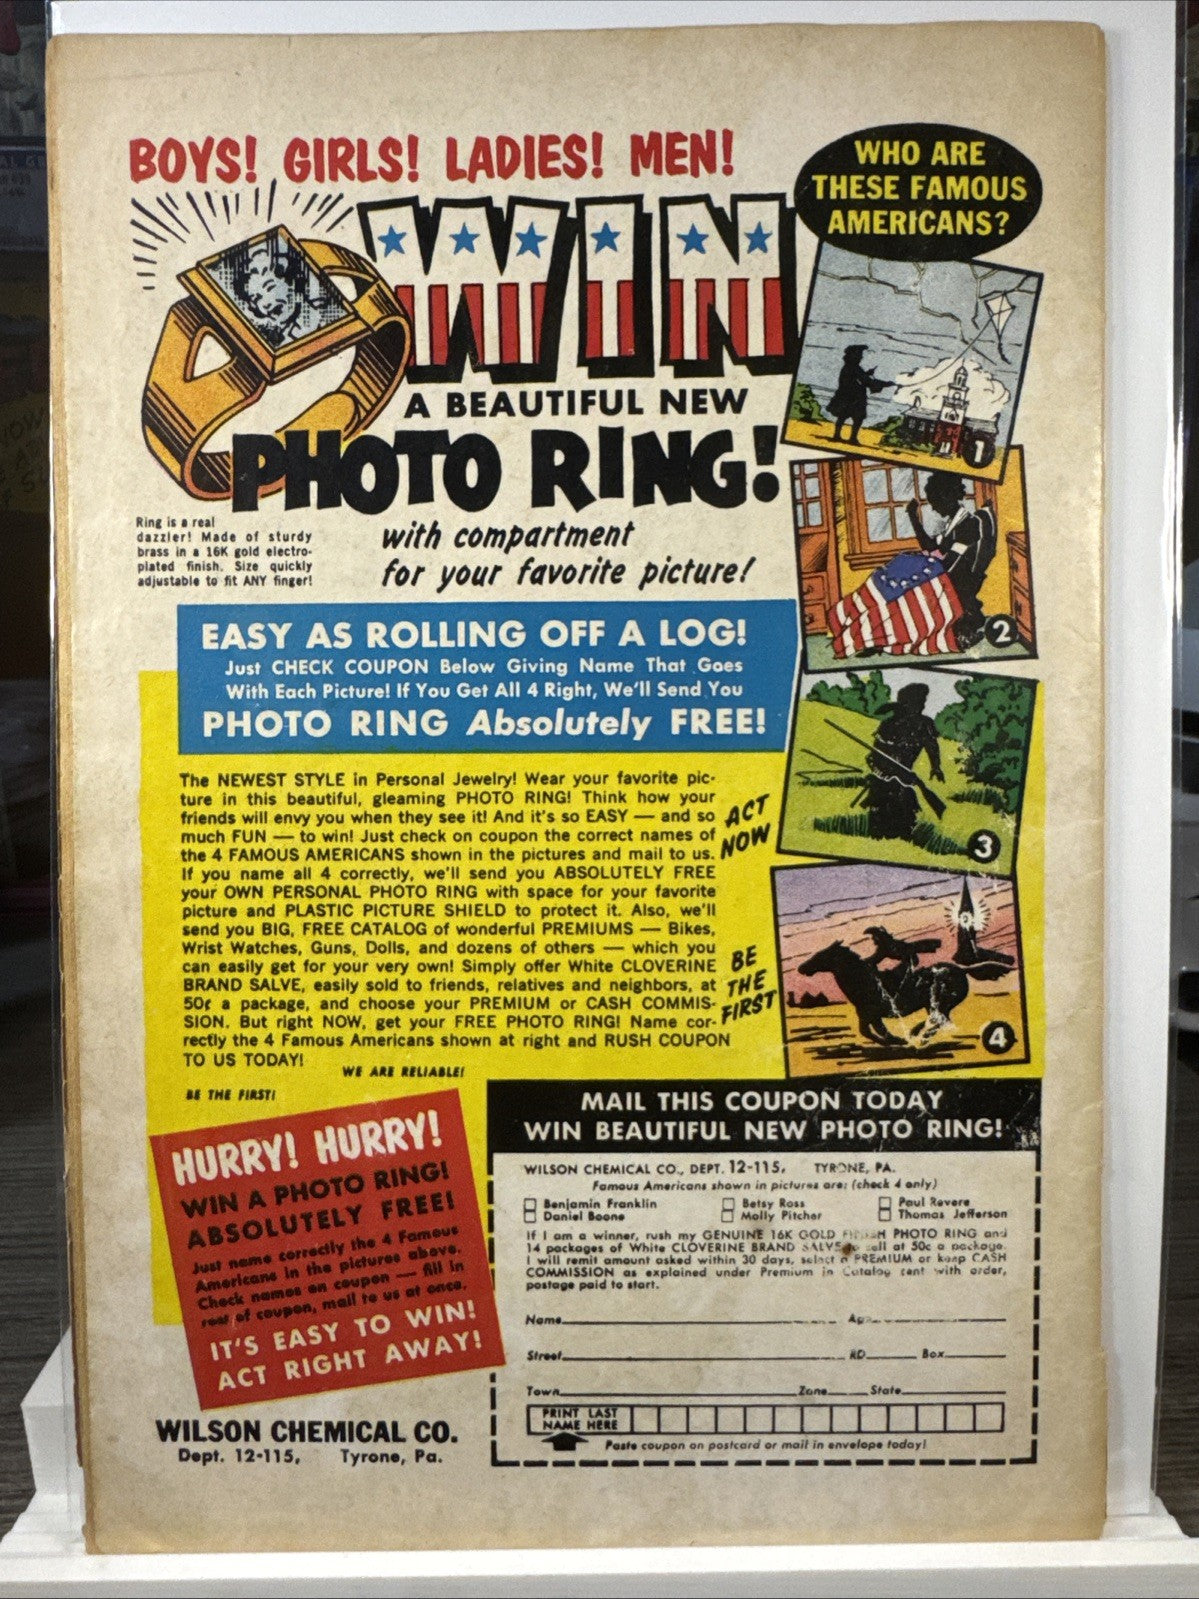 BOYS! GIRLS! LADIES! MEN!
WIN
A BEAUTIFUL NEW
PHOTO RING!
with compartment
for your favorite picture!
Ring is a real
dazzler! Made of sturdy
brass in a 16K gold electro-
plated finish. Size quickly
adjustable to fit ANY finger!
WHO ARE
THESE FAMOUS
AMERICANS?
1
2
3
4
EASY AS ROLLING OFF A LOG!
Just CHECK COUPON Below Giving Name That Goes
With Each Picture! If You Get All 4 Right, We'll Send You
PHOTO RING Absolutely FREE!
The NEWEST STYLE in Personal Jewelry! Wear your favorite pic-
ture in this beautiful, gleaming PHOTO RING! Think how your
friends will envy you when they see it! And it's so EASY — and so
much FUN — to win! Just check on coupon the correct names of
the 4 FAMOUS AMERICANS shown in the pictures and mail to us.
If you name all 4 correctly, we'll send you ABSOLUTELY FREE
your OWN PERSONAL PHOTO RING with space for your favorite
picture and PLASTIC PICTURE SHIELD to protect it. Also, we'll
send you BIG, FREE CATALOG of wonderful PREMIUMS — Bikes,
Wrist Watches, Guns, Dolls, and dozens of others — which you
can easily get for your very own! Simply offer White CLOVERINE
BRAND SALVE, easily sold to friends, relatives and neighbors, at
50¢ a package, and choose your PREMIUM or CASH COMMIS-
SION. But right NOW, get your FREE PHOTO RING! Name cor-
rectly the 4 Famous Americans shown at right and RUSH COUPON
TO US TODAY!
ACT
NOW
BE
THE
FIRST
WE ARE RELIABLE!
BE THE FIRST!
HURRY! HURRY!
WIN A PHOTO RING!
ABSOLUTELY FREE!
Just name correctly the 4 Famous
Americans in the pictures above.
Check names on coupon — fill in
rest of coupon, mail to us at once.
IT'S EASY TO WIN!
ACT RIGHT AWAY!
WILSON CHEMICAL CO.
Dept. 12-115, Tyrone, Pa.
MAIL THIS COUPON TODAY
WIN BEAUTIFUL NEW PHOTO RING!
WILSON CHEMICAL CO., DEPT. 12-115, TYRONE, PA.
Famous Americans shown in pictures are: (check 4 only)
Benjamin Franklin Betsy Ross Paul Revere
Daniel Boone Molly Pitcher Thomas Jefferson
If I am a winner, rush my GENUINE 16K GOLD FINISH PHOTO RING and
14 packages of White CLOVERINE BRAND SALVE to sell at 50c a package.
I will remit amount asked within 30 days, select a PREMIUM or keep CASH
COMMISSION as explained under Premium in Catalog sent with order,
postage paid to start.
Name Age
Street RD Box
Town Zone State
PRINT LAST
NAME HERE
Paste coupon on postcard or mail in envelope today!